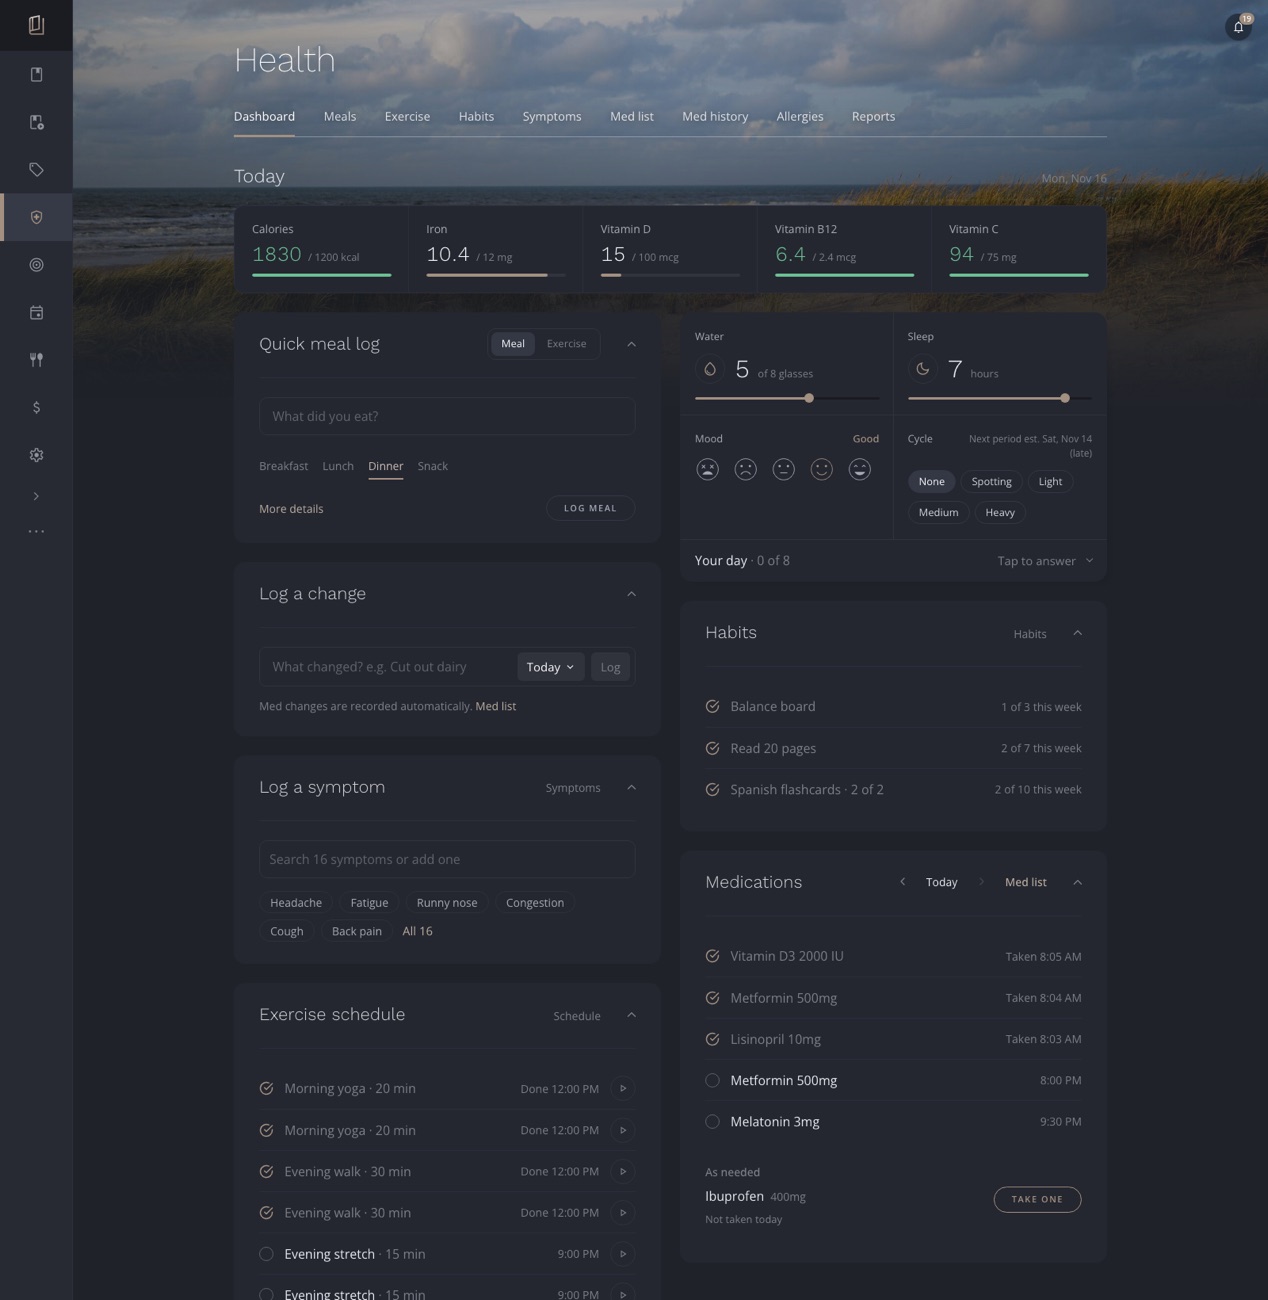 19
Health
Dashboard Meals Exercise Habits Symptoms Med list Med history Allergies Reports
Today Mon, Nov 16
Calories Iron Vitamin D Vitamin B12 Vitamin C
1830 / 1200 kcal 10.4 / 12 mg 15 / 100 mcg 6.4 / 2.4 mcg 94 / 75 mg
Quick meal log Meal Exercise
What did you eat?
Breakfast Lunch Dinner Snack
More details LOG MEAL
Log a change
What changed? e.g. Cut out dairy Today Log
Med changes are recorded automatically. Med list
Log a symptom Symptoms
Search 16 symptoms or add one
Headache Fatigue Runny nose Congestion
Cough Back pain All 16
Exercise schedule Schedule
Morning yoga · 20 min Done 12:00 PM
Morning yoga · 20 min Done 12:00 PM
Evening walk · 30 min Done 12:00 PM
Evening walk · 30 min Done 12:00 PM
Evening stretch · 15 min 9:00 PM
Evening stretch · 15 min 9:00 PM
Water Sleep
5 of 8 glasses 7 hours
Mood Good Cycle Next period est. Sat, Nov 14
(late)
None Spotting Light
Medium Heavy
Your day · 0 of 8 Tap to answer
Habits Habits
Balance board 1 of 3 this week
Read 20 pages 2 of 7 this week
Spanish flashcards · 2 of 2 2 of 10 this week
Medications Today Med list
Vitamin D3 2000 IU Taken 8:05 AM
Metformin 500mg Taken 8:04 AM
Lisinopril 10mg Taken 8:03 AM
Metformin 500mg 8:00 PM
Melatonin 3mg 9:30 PM
As needed
Ibuprofen 400mg TAKE ONE
Not taken today